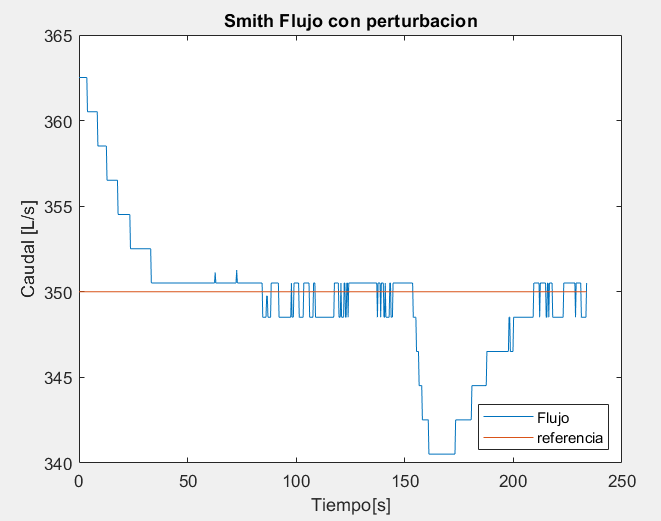 Smith Flujo con perturbacion
365
360
355
350
345
340
Caudal [L/s]
0
50
100
150
200
250
Tiempo[s]
Flujo
referencia